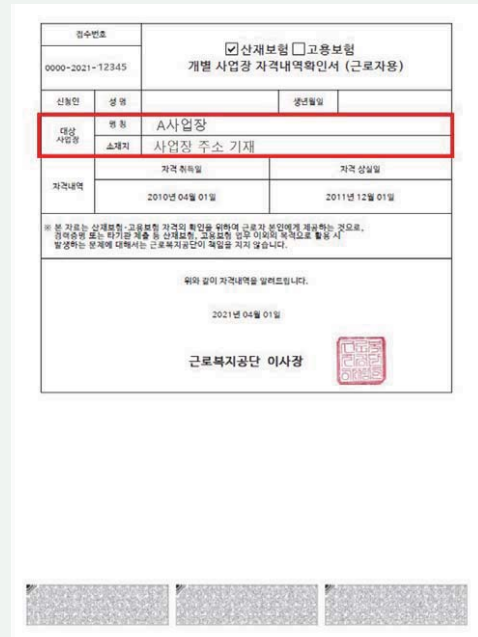 접수번호
0000-2021-12345
☑산재보험 ☐고용보험
개별 사업장 자격내역확인서 (근로자용)
신청인 성 명 생년월일
대상 사업장 명 칭 A사업장
소재지 사업장 주소 기재
자격내역 자격 취득일 자격 상실일
2010년 04월 01일 2011년 12월 01일
※ 본 자료는 산재보험·고용보험 자격의 확인을 위하여 근로자 본인에게 제공하는 것으로,
경력증명 또는 타기관 제출 등 산재보험, 고용보험 업무 이외의 목적으로 활용 시
발생하는 문제에 대해서는 근로복지공단이 책임을 지지 않습니다.
위와 같이 자격내역을 알려드립니다.
2021년 04월 01일
근로복지공단 이사장